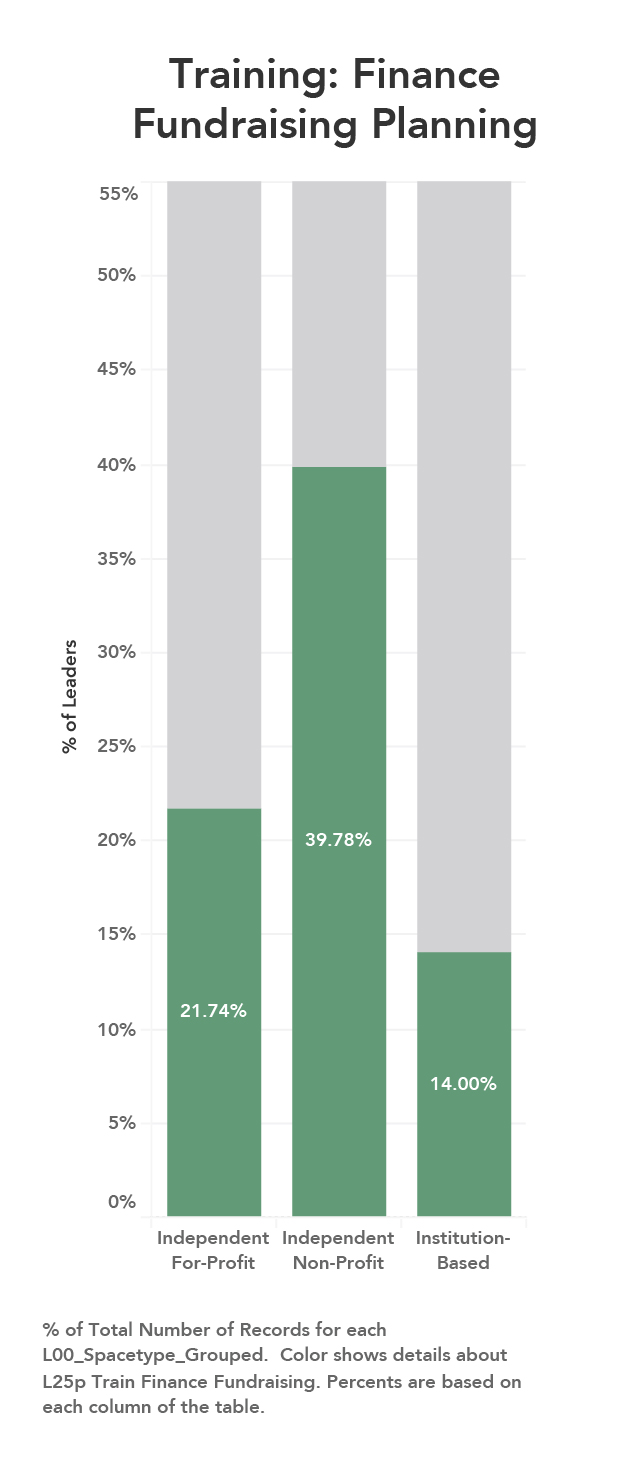 Training: Finance
Fundraising Planning
55%
50%
45%
40%
35%
30%
25%
20%
15%
10%
5%
0%
% of Leaders
39.78%
21.74%
14.00%
Independent
For-Profit
Independent
Non-Profit
Institution-
Based
% of Total Number of Records for each
L00_Spacetype_Grouped.  Color shows details about
L25p Train Finance Fundraising. Percents are based on
each column of the table.